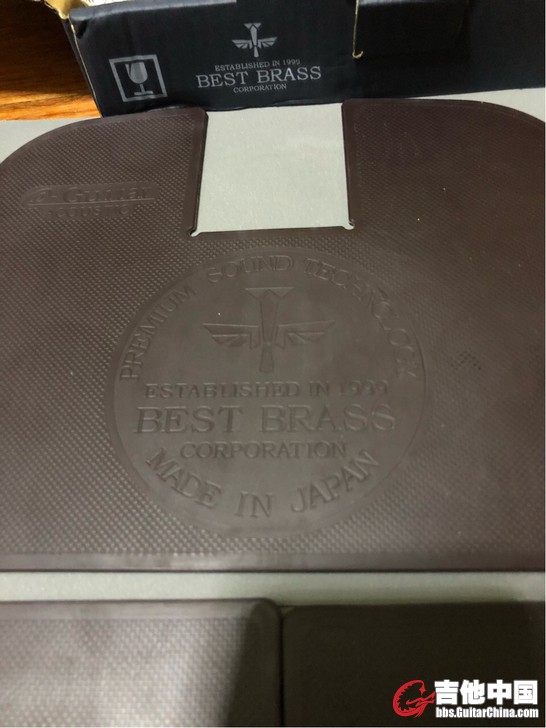 ESTABLISHED IN 1999
BEST BRASS
CORPORATION
PREMIUM SOUND TECHNOLOGY
ESTABLISHED IN 1999
BEST BRASS
CORPORATION
MADE IN JAPAN
吉他中国
bbs.GuitarChina.com